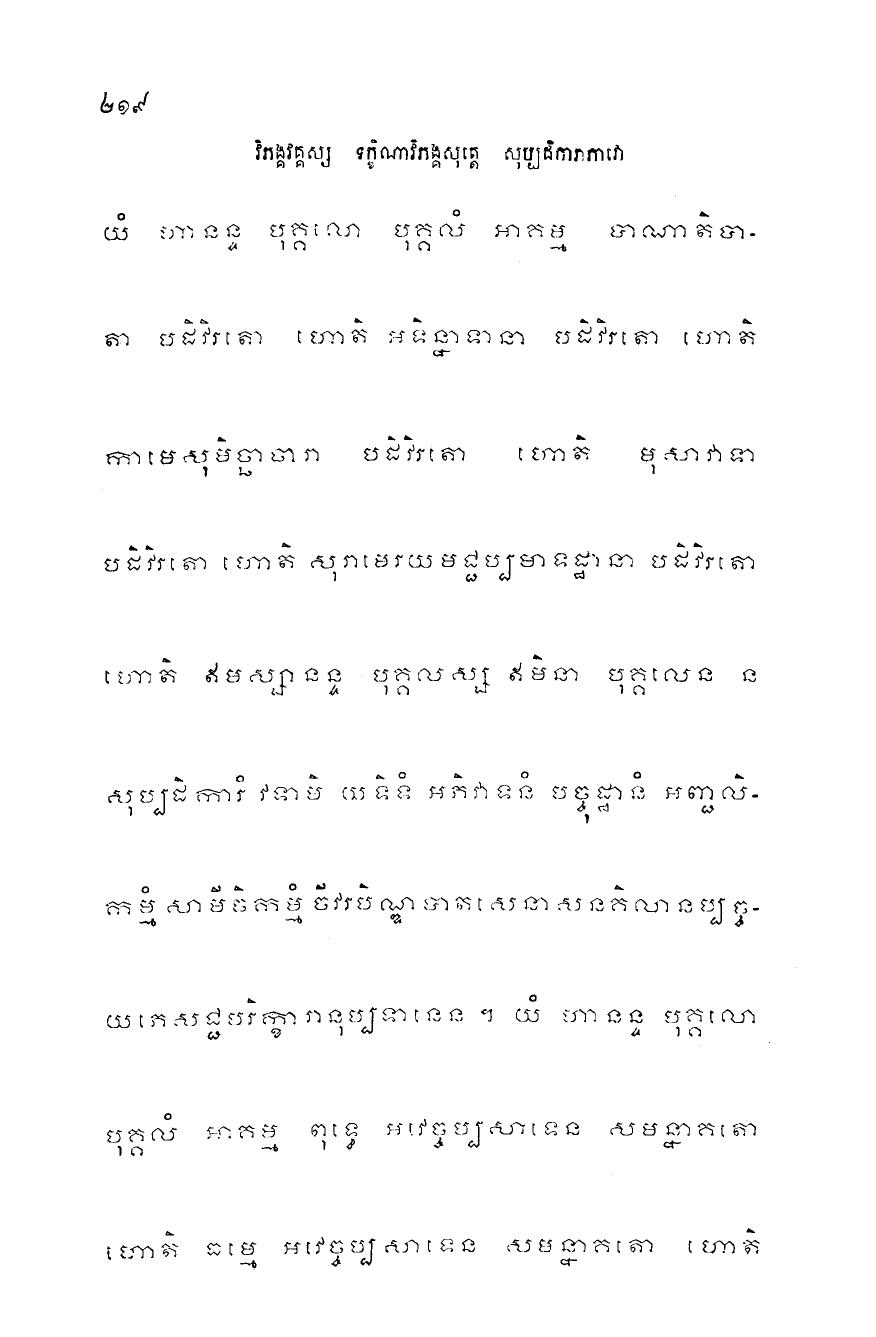 ២១៩
វិភង្គវគ្គស្ស ទក្ខិណាវិភង្គសុត្តេ សុប្បដិការាភាវោ
យំ ហានន្ទ បុគ្គលោ បុគ្គលំ អាគម្ម បាណាតិបា-
តា បដិវិរតោ ហោតិ អទិន្នាទានា បដិវិរតោ ហោតិ
កាមេសុមិច្ឆាចារា បដិវិរតោ ហោតិ មុសាវាទា
បដិវិរតោ ហោតិ សុរាមេរយមជ្ជប្បមាទដ្ឋានា បដិវិរតោ
ហោតិ ឥមស្សានន្ទ បុគ្គលស្ស ឥមិនា បុគ្គលេន ន
សុប្បដិការំ វទាមិ យទិទំ អភិវាទនំ បច្ចុដ្ឋានំ អញ្ជលិ-
កម្មំ សាមីចិកម្មំ ចីវរបិណ្ឌបាតសេនាសនគិលានប្បច្ច-
យភេសជ្ជបរិក្ខារានុប្បទានេន ។ យំ ហានន្ទ បុគ្គលោ
បុគ្គលំ អាគម្ម ពុទ្ធេ អវេច្ចប្បសាទេន សមន្នាគតោ
ហោតិ ធម្មេ អវេច្ចប្បសាទេន សមន្នាគតោ ហោតិ